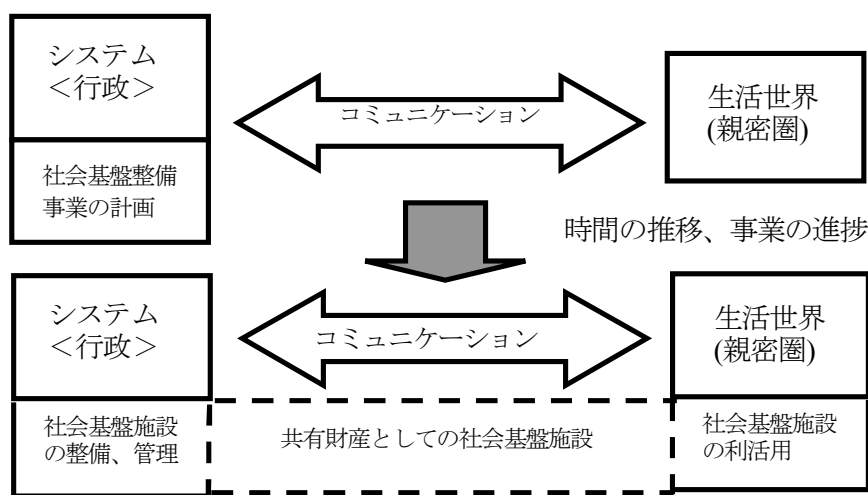 システム
＜行政＞
社会基盤整備
事業の計画
コミュニケーション
生活世界
(親密圏)
時間の推移、事業の進捗
システム
＜行政＞
社会基盤施設
の整備、管理
コミュニケーション
共有財産としての社会基盤施設
生活世界
(親密圏)
社会基盤施設
の利活用